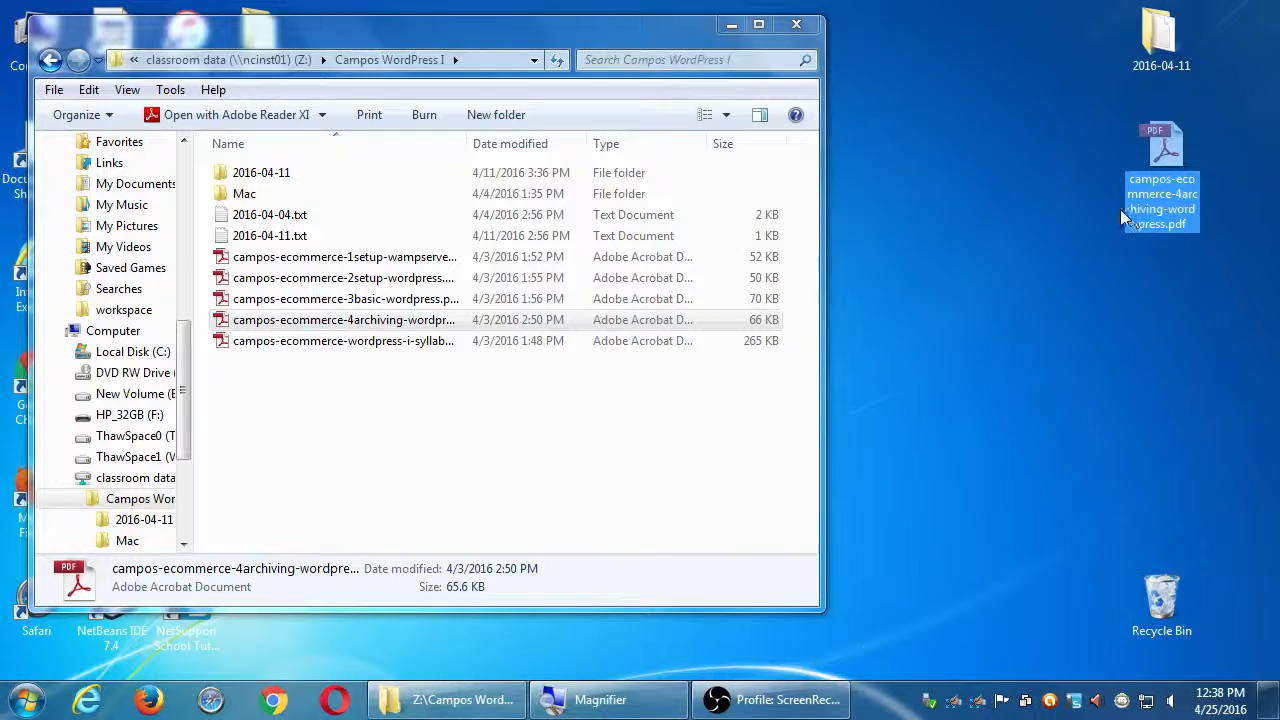 2016-04-11
PDF
campos-eco
mmerce-4arc
hiving-word
press.pdf
Recycle Bin
classroom data (\\ncinst01) (Z:) Campos WordPress I
Search Campos WordPress I
File Edit View Tools Help
Organize Open with Adobe Reader XI Print Burn New folder
Name Date modified Type Size
Favorites
Links
My Documents
My Music
My Pictures
My Videos
Saved Games
Searches
workspace
Computer
Local Disk (C:)
DVD RW Drive (
New Volume (E
HP_32GB (F:)
ThawSpace0 (T
ThawSpace1 (W
classroom data
Campos Wor
2016-04-11
Mac
2016-04-11 4/11/2016 3:36 PM File folder
Mac 4/4/2016 1:35 PM File folder
2016-04-04.txt 4/4/2016 2:56 PM Text Document 2 KB
2016-04-11.txt 4/11/2016 2:56 PM Text Document 1 KB
campos-ecommerce-1setup-wampserve... 4/3/2016 1:52 PM Adobe Acrobat D... 52 KB
campos-ecommerce-2setup-wordpress.... 4/3/2016 1:55 PM Adobe Acrobat D... 50 KB
campos-ecommerce-3basic-wordpress.p... 4/3/2016 1:56 PM Adobe Acrobat D... 70 KB
campos-ecommerce-4archiving-wordpr... 4/3/2016 2:50 PM Adobe Acrobat D... 66 KB
campos-ecommerce-wordpress-i-syllab... 4/3/2016 1:48 PM Adobe Acrobat D... 265 KB
PDF
campos-ecommerce-4archiving-wordpre... Date modified: 4/3/2016 2:50 PM
Adobe Acrobat Document Size: 65.6 KB
Safari
NetBeans IDE
7.4
NetSupport
School Tut...
Z:\Campos Word... Magnifier Profile: ScreenRec...
12:38 PM
4/25/2016